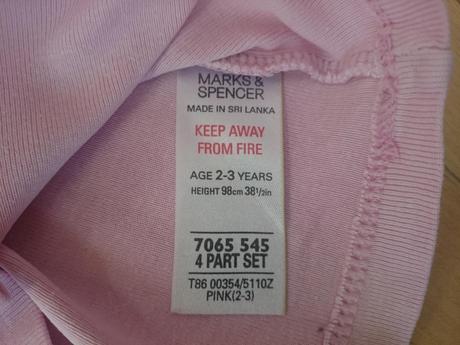 MARKS &
SPENCER
MADE IN SRI LANKA
KEEP AWAY
FROM FIRE
AGE 2-3 YEARS
HEIGHT 98cm 38½in
7065 545
4 PART SET
T86 00354/5110Z
PINK(2-3)